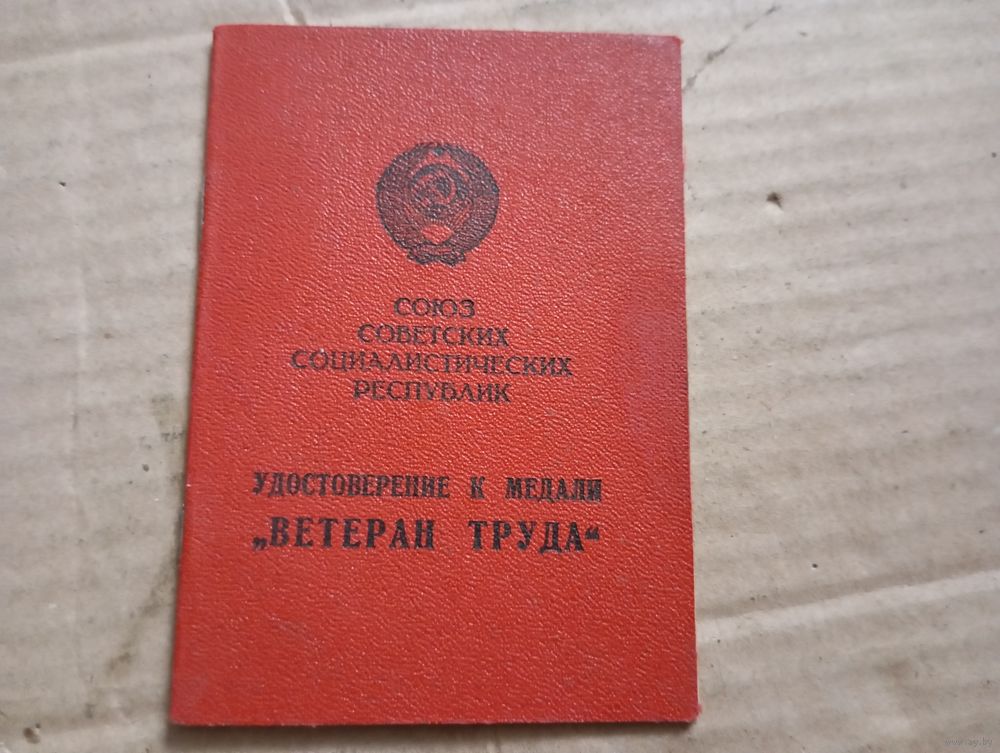 СОЮЗ
СОВЕТСКИХ
СОЦИАЛИСТИЧЕСКИХ
РЕСПУБЛИК
УДОСТОВЕРЕНИЕ К МЕДАЛИ
„ВЕТЕРАН ТРУДА“